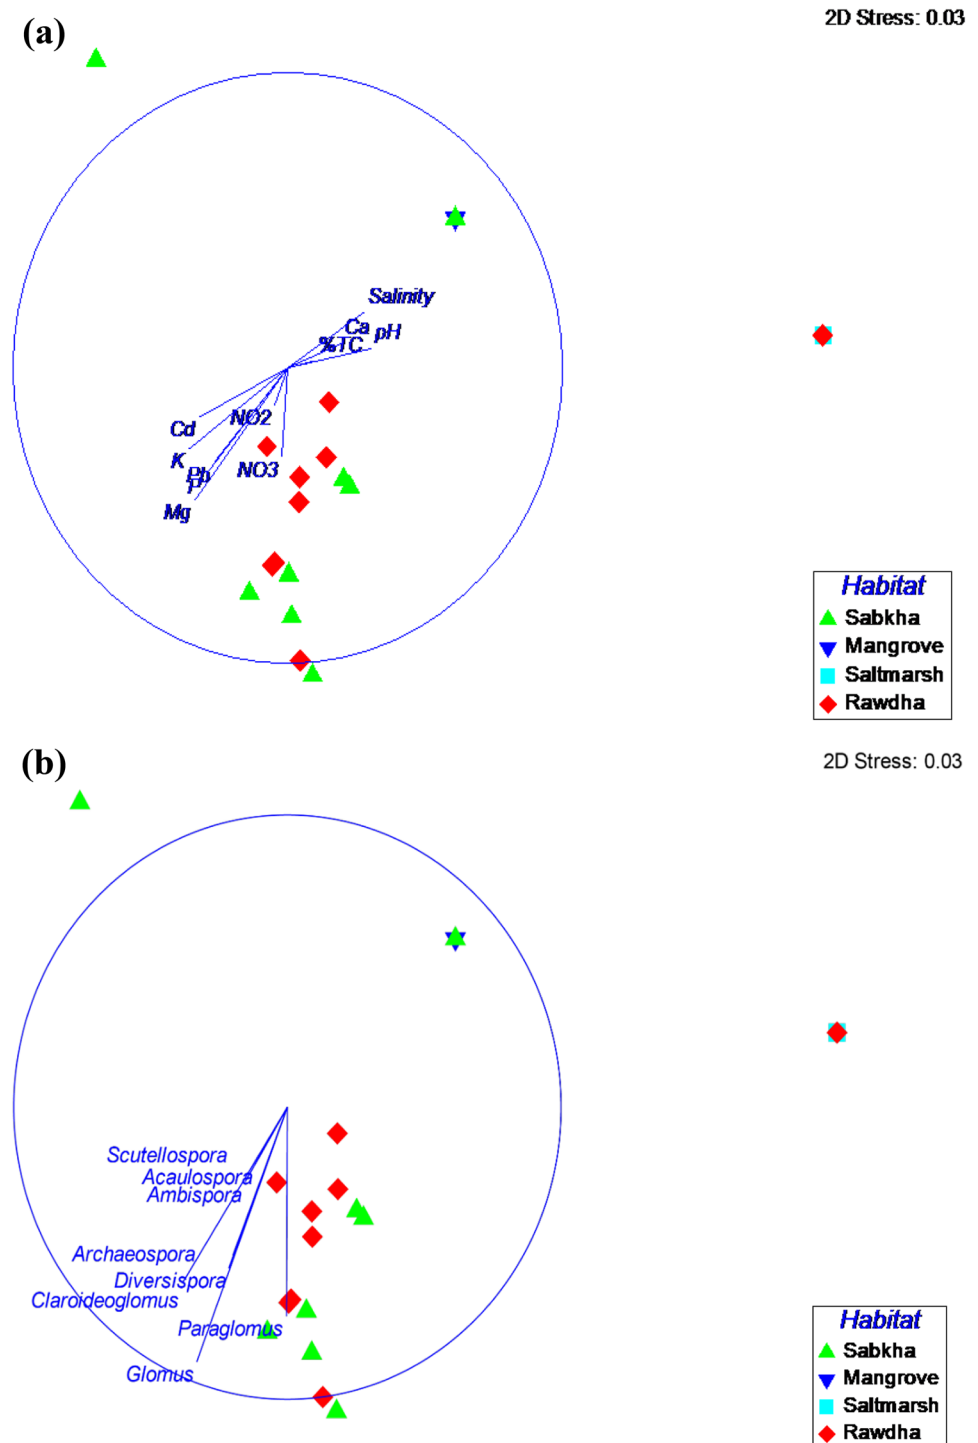 (a)
2D Stress: 0.03
Salinity
Ca
pH
%TC
NO2
Cd
K
Pb
NO3
P
Mg
Habitat
Sabkha
Mangrove
Saltmarsh
Rawdha
(b)
2D Stress: 0.03
Scutellospora
Acaulospora
Ambispora
Archaeospora
Diversispora
Claroideoglomus
Paraglomus
Glomus
Habitat
Sabkha
Mangrove
Saltmarsh
Rawdha